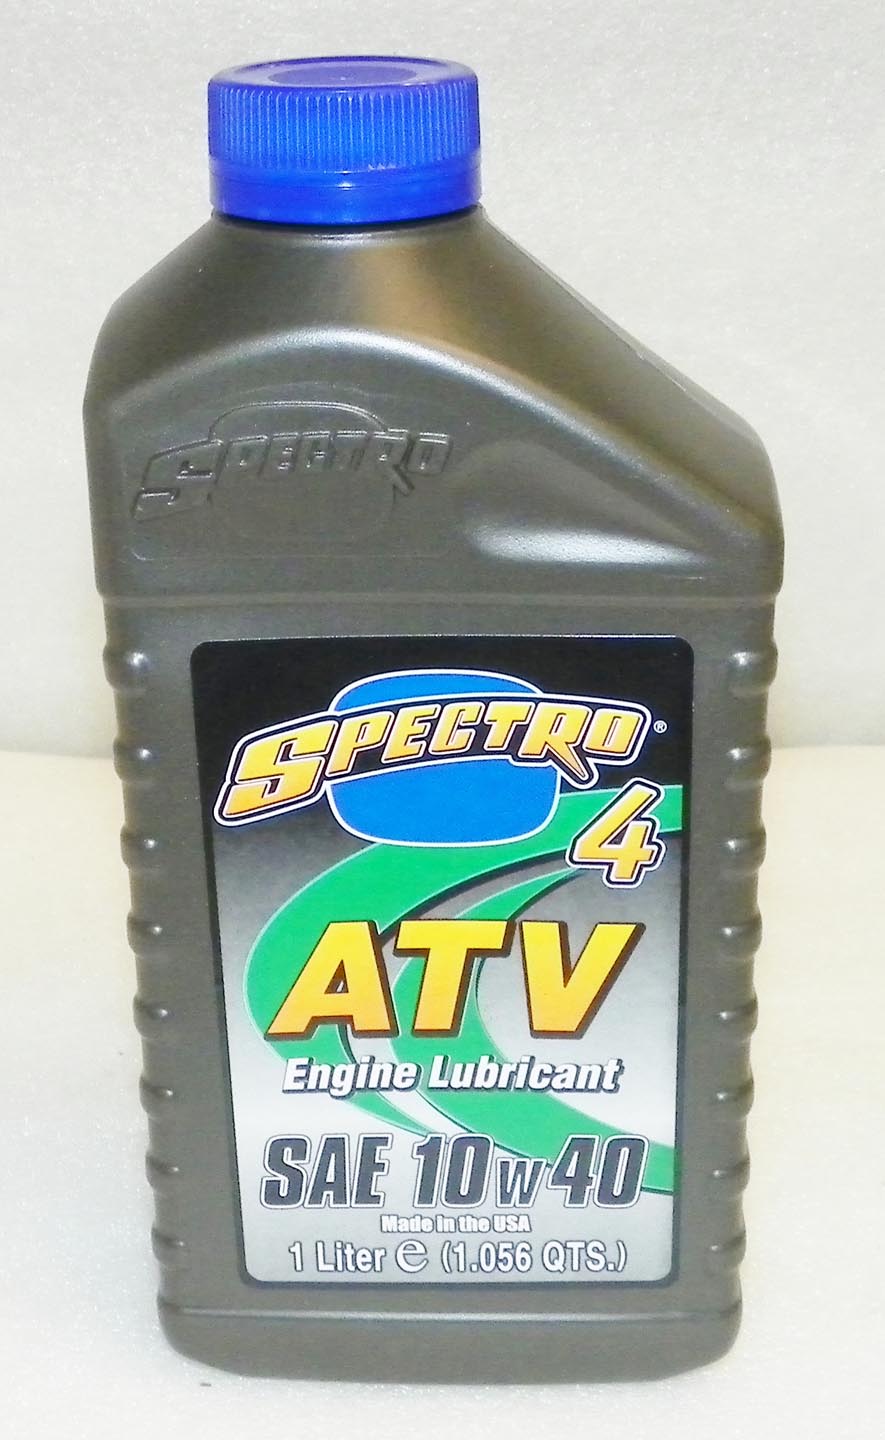 SPECTRO
SPECTRO®
4
ATV
Engine Lubricant
SAE 10W40
Made in the USA
1 Liter ℮ (1.056 QTS.)